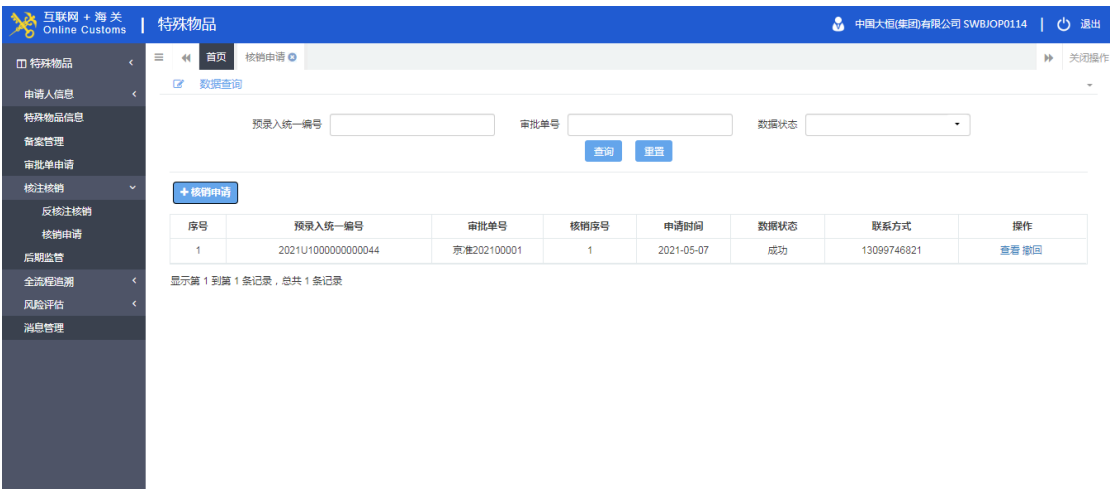 互联网 + 海 关
Online Customs
特殊物品
中国大恒(集团)有限公司 SWBJOP0114 | 退出
特殊物品
申请人信息
特殊物品信息
备案管理
审批单申请
核注核销
反核注核销
核销申请
后期监管
全流程追溯
风险评估
消息管理
首页 核销申请 关闭操作
数据查询
预录入统一编号 审批单号 数据状态
查询 重置
+ 核销申请
序号 预录入统一编号 审批单号 核销序号 申请时间 数据状态 联系方式 操作
1 2021U1000000000044 京准202100001 1 2021-05-07 成功 13099746821 查看 撤回
显示第 1 到第 1 条记录，总共 1 条记录